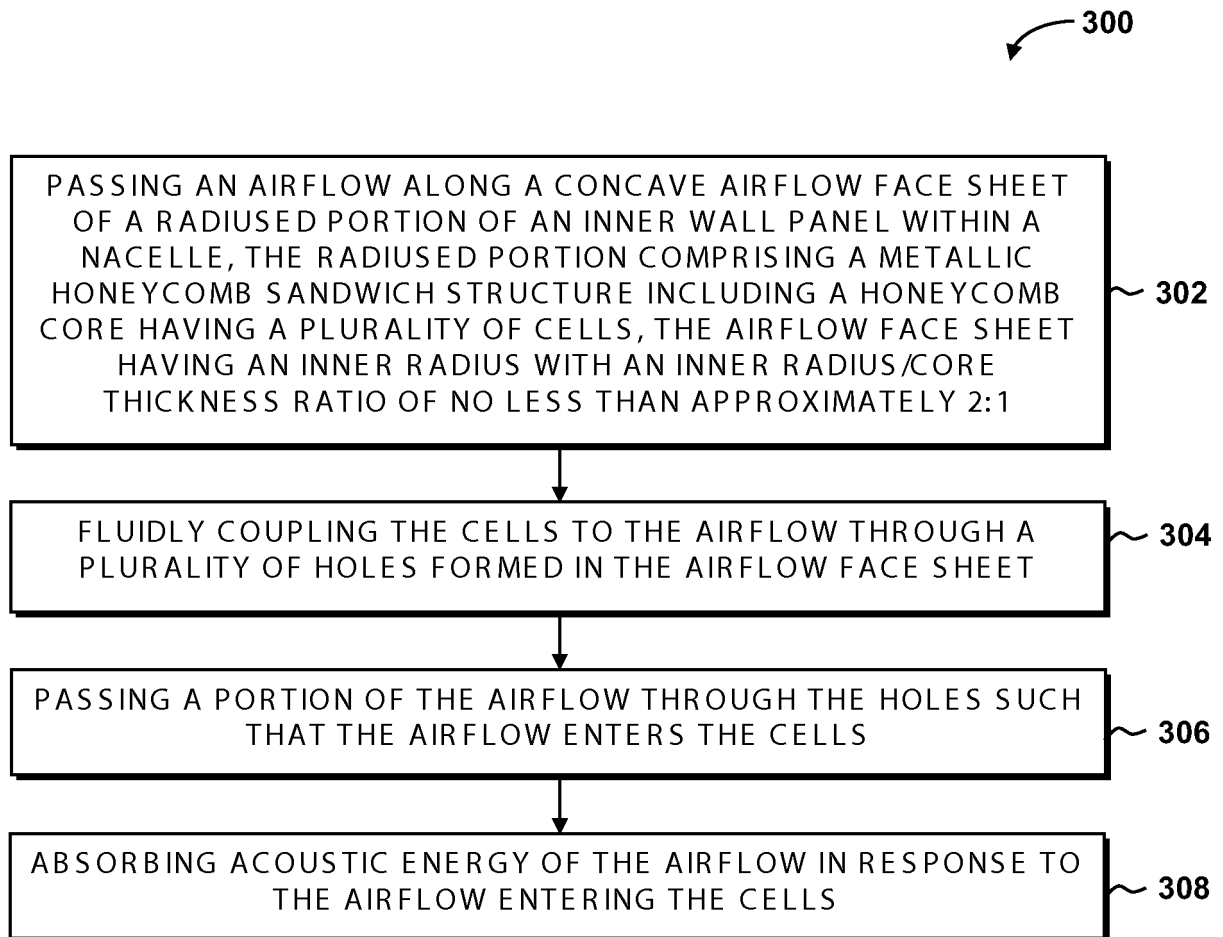 300
PASSING AN AIRFLOW ALONG A CONCAVE AIRFLOW FACE SHEET
OF A RADIUSED PORTION OF AN INNER WALL PANEL WITHIN A
NACELLE, THE RADIUSED PORTION COMPRISING A METALLIC
HONEYCOMB SANDWICH STRUCTURE INCLUDING A HONEYCOMB
CORE HAVING A PLURALITY OF CELLS, THE AIRFLOW FACE SHEET
HAVING AN INNER RADIUS WITH AN INNER RADIUS/CORE
THICKNESS RATIO OF NO LESS THAN APPROXIMATELY 2:1
302
FLUIDLY COUPLING THE CELLS TO THE AIRFLOW THROUGH A
PLURALITY OF HOLES FORMED IN THE AIRFLOW FACE SHEET
304
PASSING A PORTION OF THE AIRFLOW THROUGH THE HOLES SUCH
THAT THE AIRFLOW ENTERS THE CELLS
306
ABSORBING ACOUSTIC ENERGY OF THE AIRFLOW IN RESPONSE TO
THE AIRFLOW ENTERING THE CELLS
308